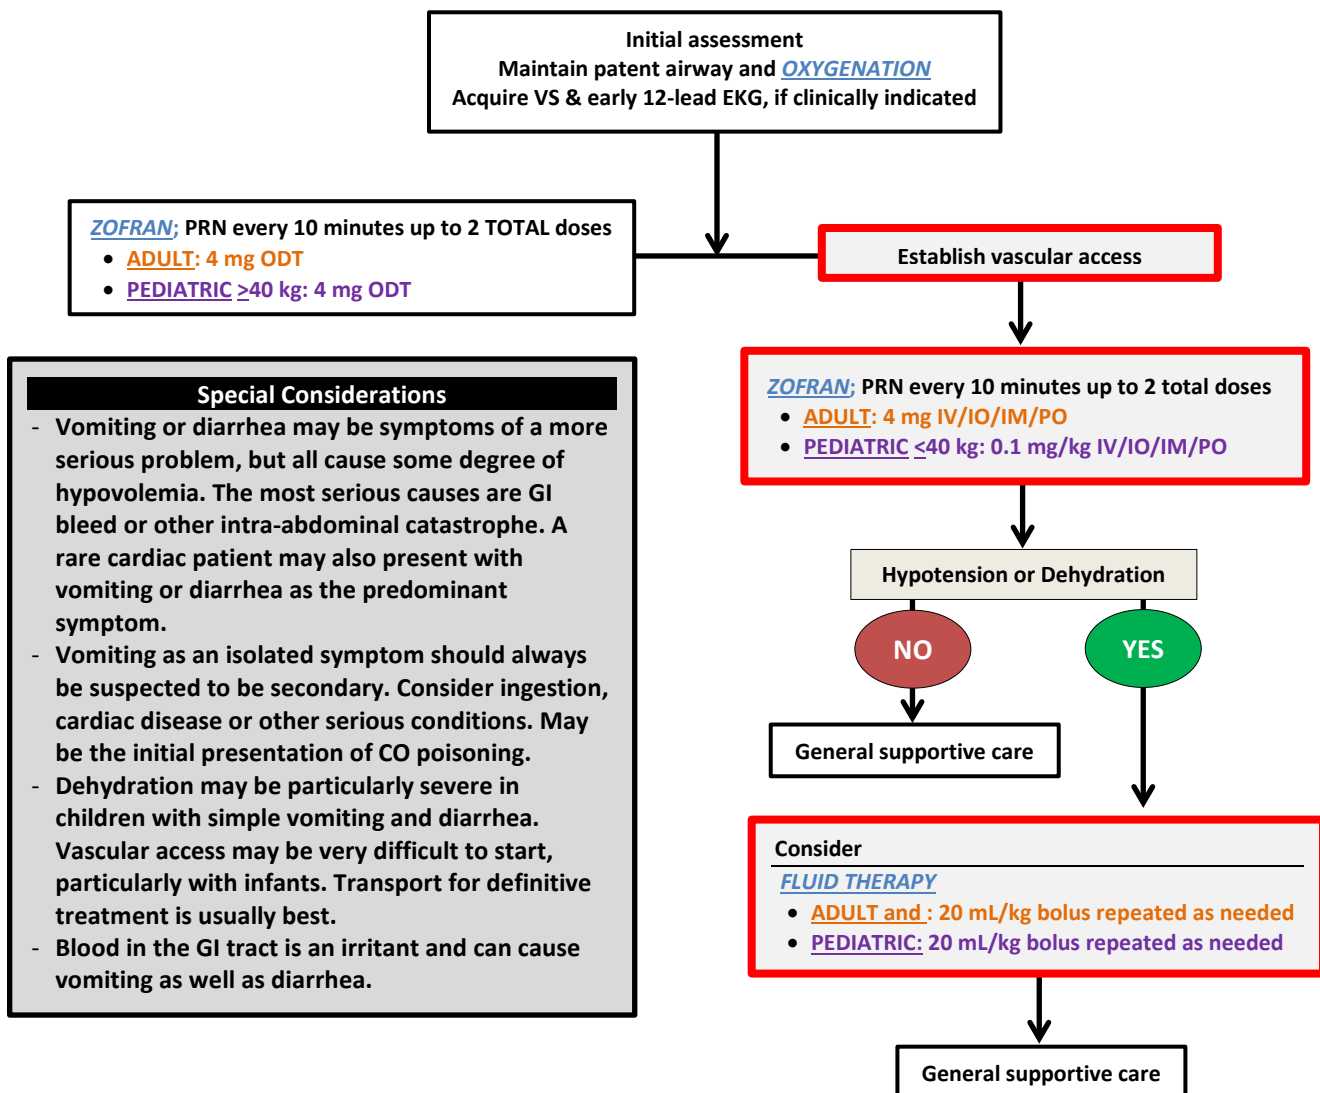 Initial assessment
Maintain patent airway and OXYGENATION
Acquire VS & early 12-lead EKG, if clinically indicated
ZOFRAN; PRN every 10 minutes up to 2 TOTAL doses
• ADULT: 4 mg ODT
• PEDIATRIC ≥40 kg: 4 mg ODT
Establish vascular access
ZOFRAN; PRN every 10 minutes up to 2 total doses
• ADULT: 4 mg IV/IO/IM/PO
• PEDIATRIC ≤40 kg: 0.1 mg/kg IV/IO/IM/PO
Special Considerations
- Vomiting or diarrhea may be symptoms of a more
serious problem, but all cause some degree of
hypovolemia. The most serious causes are GI
bleed or other intra-abdominal catastrophe. A
rare cardiac patient may also present with
vomiting or diarrhea as the predominant
symptom.
- Vomiting as an isolated symptom should always
be suspected to be secondary. Consider ingestion,
cardiac disease or other serious conditions. May
be the initial presentation of CO poisoning.
- Dehydration may be particularly severe in
children with simple vomiting and diarrhea.
Vascular access may be very difficult to start,
particularly with infants. Transport for definitive
treatment is usually best.
- Blood in the GI tract is an irritant and can cause
vomiting as well as diarrhea.
Hypotension or Dehydration
NO
YES
General supportive care
Consider
FLUID THERAPY
• ADULT and : 20 mL/kg bolus repeated as needed
• PEDIATRIC: 20 mL/kg bolus repeated as needed
General supportive care